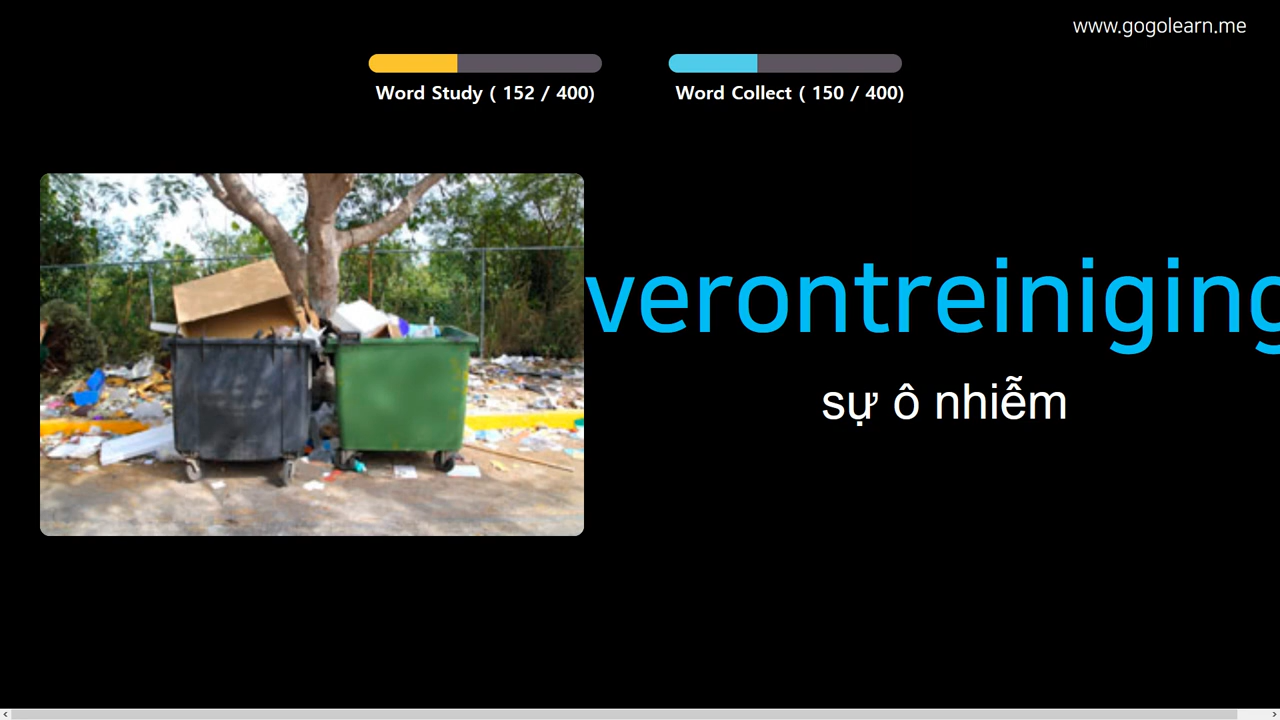 www.gogolearn.me
Word Study ( 152 / 400)
Word Collect ( 150 / 400)
verontreiniging
sự ô nhiễm